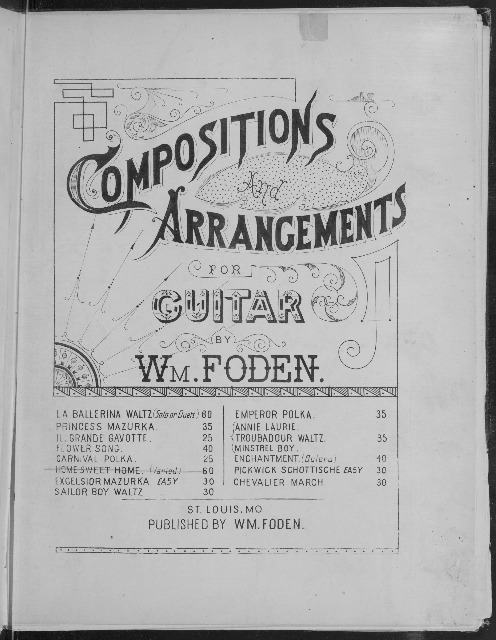 COMPOSITIONS
And
ARRANGEMENTS
FOR
GUITAR
BY
WM. FODEN.
LA BALLERINA WALTZ (Solo or Duett) 60
PRINCESS MAZURKA. 35
IL GRANDE GAVOTTE. 25
FLOWER SONG. 40
CARNIVAL POLKA. 25
HOME SWEET HOME. (Varied.) 60
EXCELSIOR MAZURKA EASY 30
SAILOR BOY WALTZ 30
EMPEROR POLKA. 35
ANNIE LAURIE.
TROUBADOUR WALTZ. 35
MINSTREL BOY.
ENCHANTMENT. (Bolero) 40
PICKWICK SCHOTTISCHE EASY 30
CHEVALIER MARCH 30
ST. LOUIS, MO
PUBLISHED BY WM. FODEN.